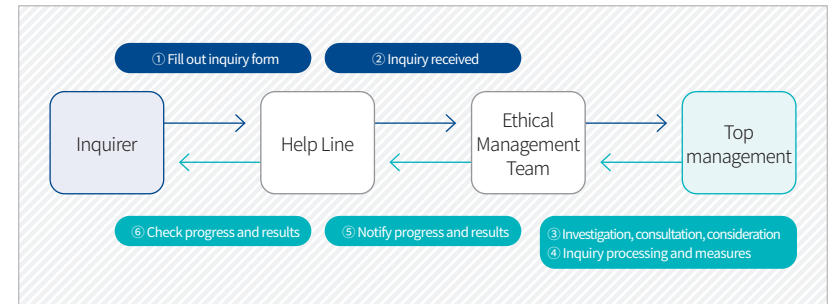 ① Fill out inquiry form
② Inquiry received
Inquirer
Help Line
Ethical
Management
Team
Top
management
⑥ Check progress and results
⑤ Notify progress and results
③ Investigation, consultation, consideration
④ Inquiry processing and measures